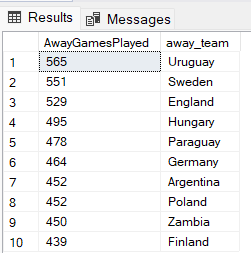 Results Messages
AwayGamesPlayed away_team
1 565 Uruguay
2 551 Sweden
3 529 England
4 495 Hungary
5 478 Paraguay
6 464 Germany
7 452 Argentina
8 452 Poland
9 450 Zambia
10 439 Finland